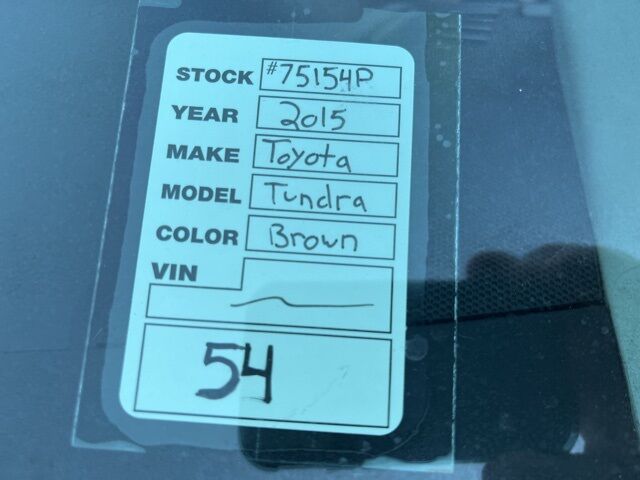 STOCK #75154P
YEAR 2015
MAKE Toyota
MODEL Tundra
COLOR Brown
VIN
54